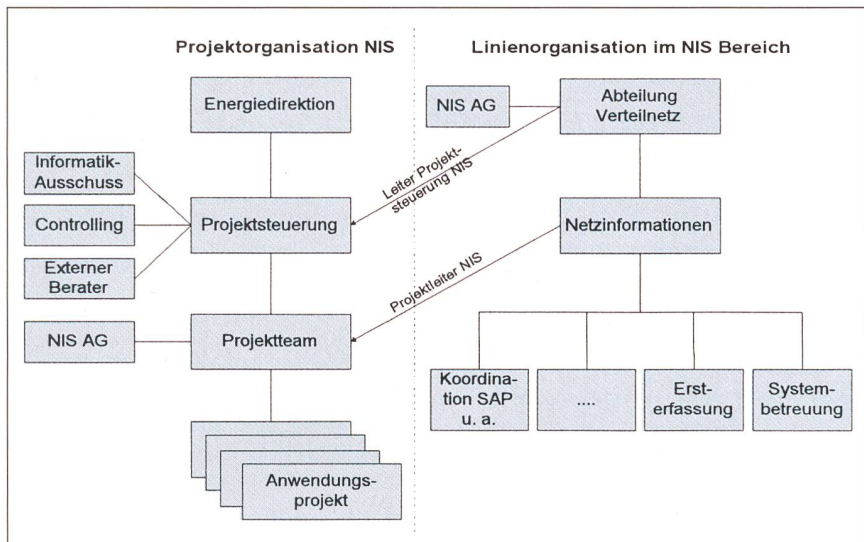 Projektorganisation NIS
Energiedirektion
Informatik-
Ausschuss
Controlling
Externer
Berater
Projektsteuerung
NIS AG
Projektteam
Anwendungs-
projekt
Leiter Projekt-
steuerung NIS
Projektleiter NIS
Linienorganisation im NIS Bereich
NIS AG
Abteilung
Verteilnetz
Netzinformationen
Koordina-
tion SAP
u. a.
....
Erst-
erfassung
System-
betreuung